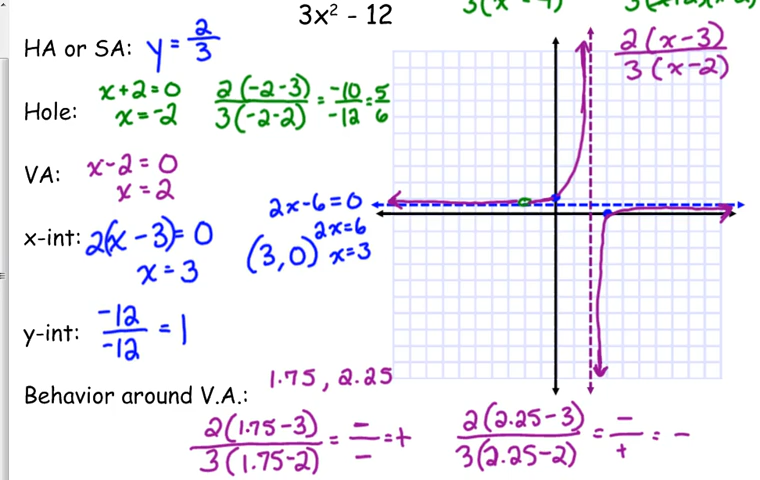 3x² - 12
HA or SA: y = 2/3
2(x-3)/3(x-2)
Hole: x+2=0
x=-2
2(-2-3)/3(-2-2) = -10/-12 = 5/6
VA: x-2=0
x=2
x-int: 2(x-3)=0
x=3
2x-6=0
2x=6
x=3
(3,0)
y-int: -12/-12 = 1
Behavior around V.A.: 1.75, 2.25
2(1.75-3)/3(1.75-2) = -/- = +
2(2.25-3)/3(2.25-2) = -/+ = -